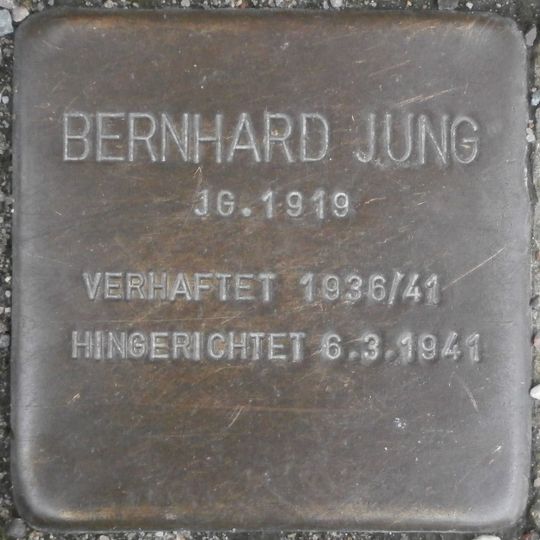 BERNHARD JUNG
JG. 1919
VERHAFTET 1936/41
HINGERICHTET 6.3.1941